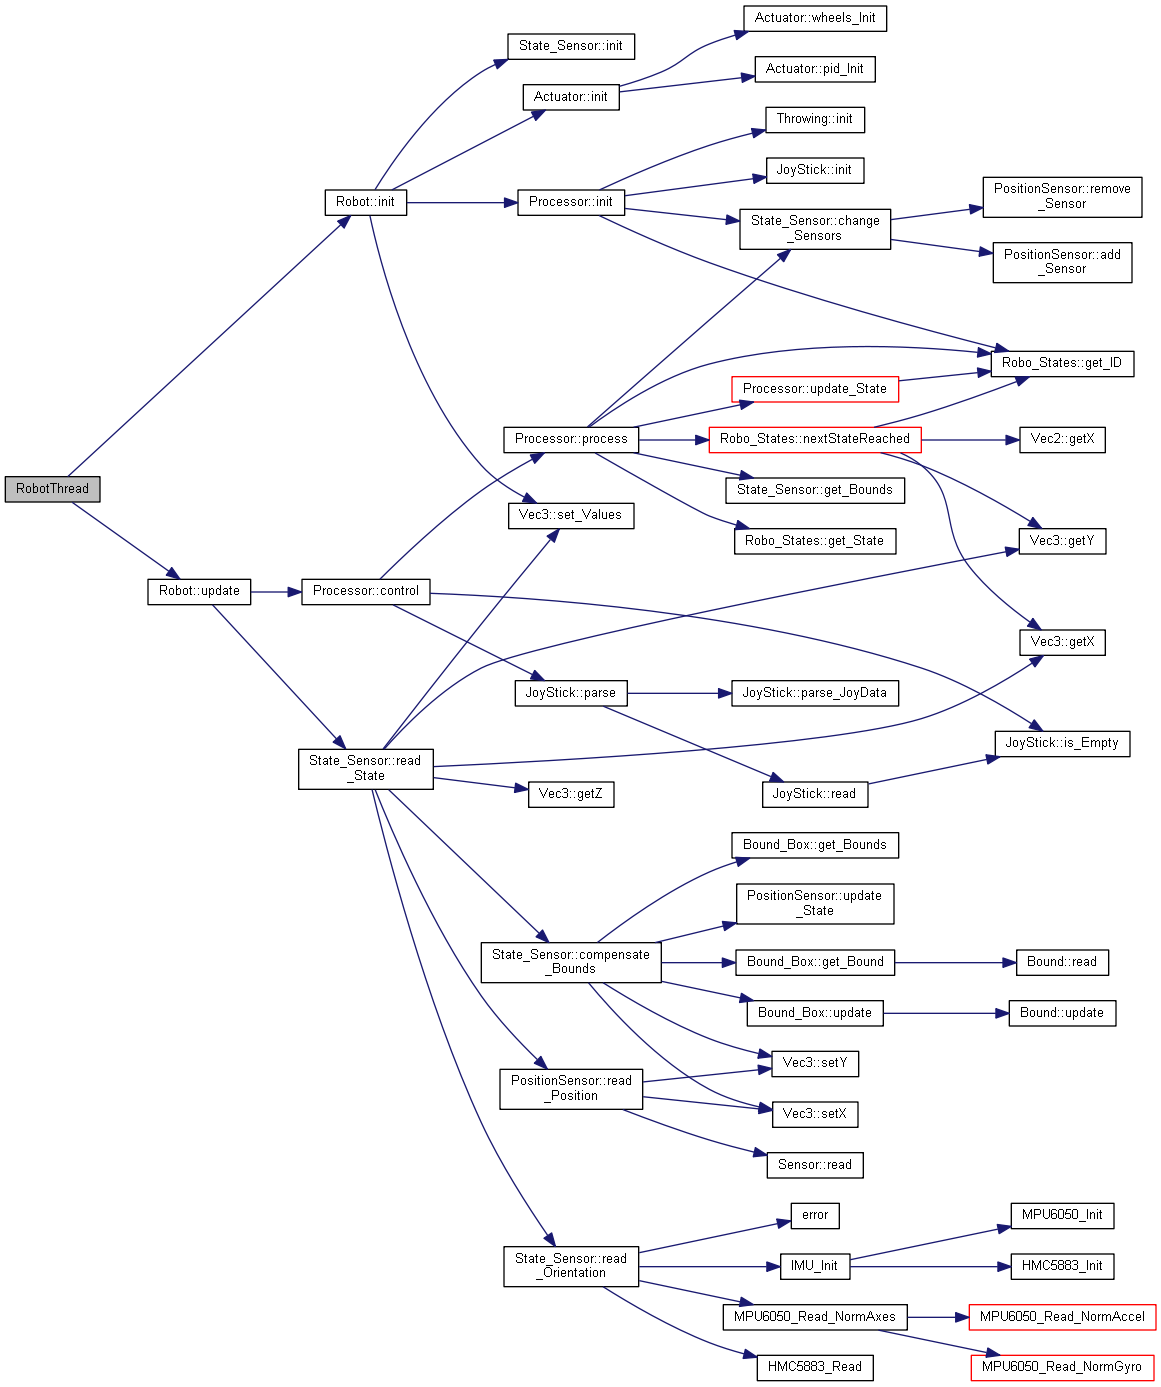 Actuator::wheels_Init
State_Sensor::init
Actuator::pid_Init
Actuator::init
Throwing::init
JoyStick::init
PositionSensor::remove
_Sensor
Robot::init
Processor::init
State_Sensor::change
_Sensors
PositionSensor::add
_Sensor
Robo_States::get_ID
Processor::update_State
Processor::process
Robo_States::nextStateReached
Vec2::getX
RobotThread
State_Sensor::get_Bounds
Vec3::set_Values
Robo_States::get_State
Vec3::getY
Robot::update
Processor::control
Vec3::getX
JoyStick::parse
JoyStick::parse_JoyData
JoyStick::is_Empty
State_Sensor::read
_State
Vec3::getZ
JoyStick::read
Bound_Box::get_Bounds
PositionSensor::update
_State
State_Sensor::compensate
_Bounds
Bound_Box::get_Bound
Bound::read
Bound_Box::update
Bound::update
Vec3::setY
PositionSensor::read
_Position
Vec3::setX
Sensor::read
error
MPU6050_Init
State_Sensor::read
_Orientation
IMU_Init
HMC5883_Init
MPU6050_Read_NormAxes
MPU6050_Read_NormAccel
HMC5883_Read
MPU6050_Read_NormGyro